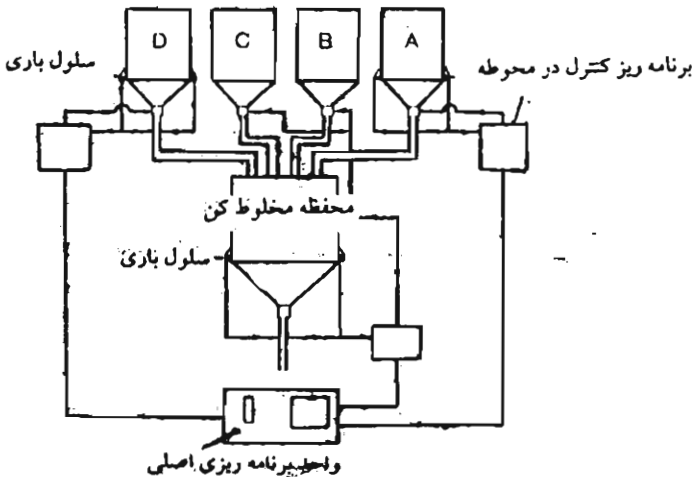 D
C
B
A
سلول باری
برنامه ریز کنترل در محوطه
محفظه مخلوط کن
سلول باری
واحد برنامه ریزی اصلی